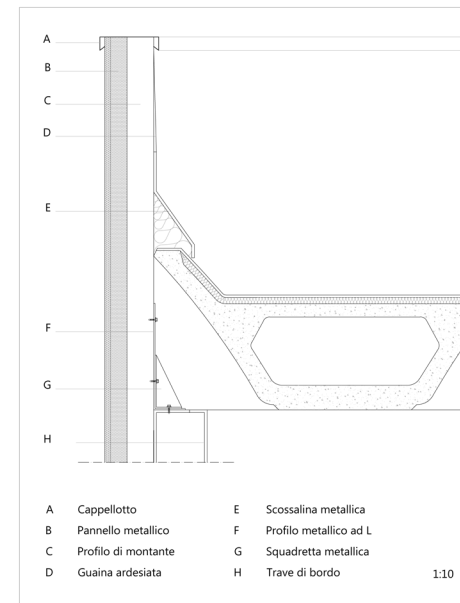 A
B
C
D
E
F
G
H
A Cappellotto
B Pannello metallico
C Profilo di montante
D Guaina ardesiata
E Scossalina metallica
F Profilo metallico ad L
G Squadretta metallica
H Trave di bordo
1:10